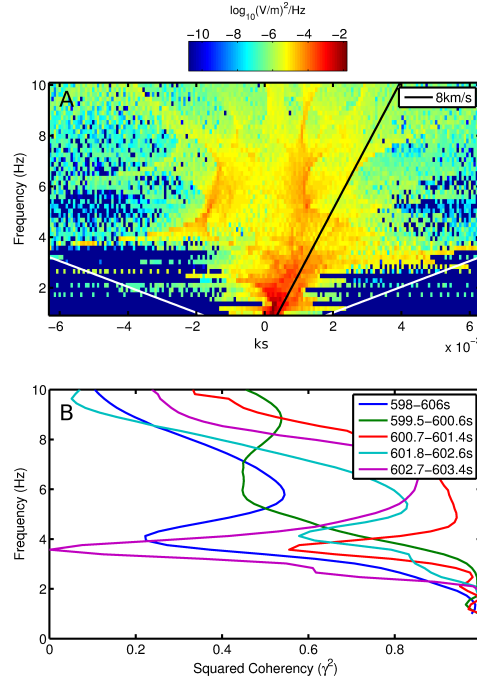 log10(V/m)²/Hz
−10 −8 −6 −4 −2
A
8km/s
10
8
6
4
2
Frequency (Hz)
−6 −4 −2 0 2 4 6
ks
x 10⁻³
B
598−606s
599.5−600.6s
600.7−601.4s
601.8−602.6s
602.7−603.4s
10
8
6
4
2
0
Frequency (Hz)
0 0.2 0.4 0.6 0.8
Squared Coherency (γ²)